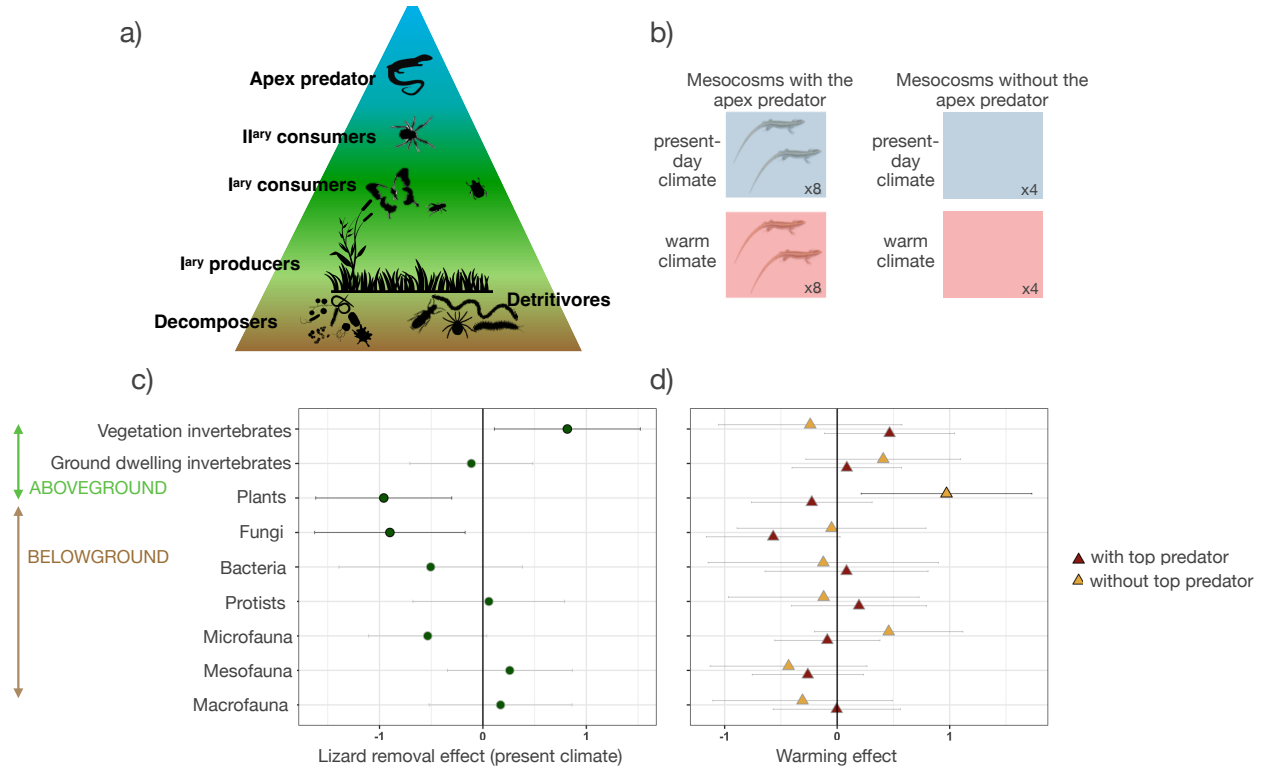 a)
Apex predator
IIary consumers
Iary consumers
Iary producers
Decomposers
Detritivores
b)
Mesocosms with the
apex predator
Mesocosms without the
apex predator
present-
day
climate
x8
present-
day
climate
x4
warm
climate
x8
warm
climate
x4
c)
ABOVEGROUND
BELOWGROUND
Vegetation invertebrates
Ground dwelling invertebrates
Plants
Fungi
Bacteria
Protists
Microfauna
Mesofauna
Macrofauna
-1
0
1
Lizard removal effect (present climate)
d)
-1
0
1
Warming effect
with top predator
without top predator